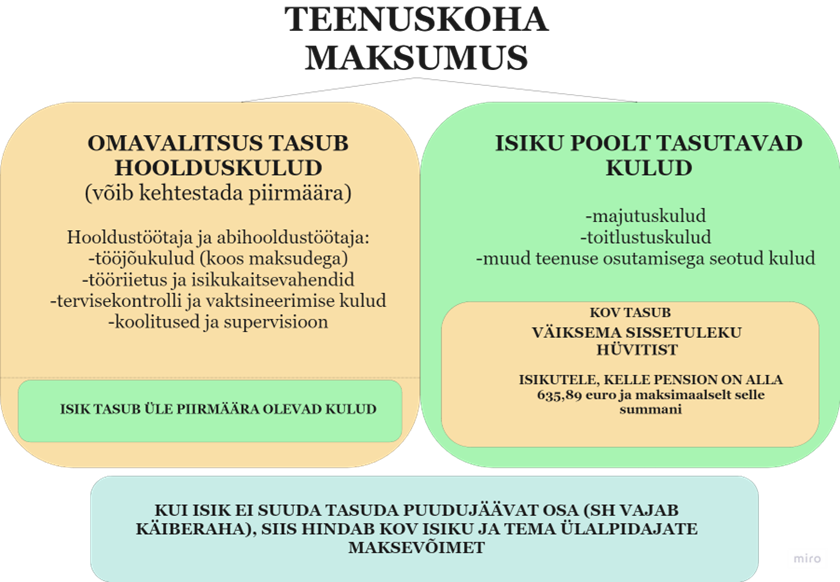 TEENUSKOHA
MAKSUMUS
OMAVALITSUS TASUB
HOOLDUSKULUD
(võib kehtestada piirmäära)
Hooldustöötaja ja abihooldustöötaja:
-tööjõukulud (koos maksudega)
-tööriietus ja isikukaitsevahendid
-tervisekontrolli ja vaktsineerimise kulud
-koolitused ja supervisioon
ISIK TASUB ÜLE PIIRMÄÄRA OLEVAD KULUD
ISIKU POOLT TASUTAVAD
KULUD
-majutuskulud
-toitlustuskulud
-muud teenuse osutamisega seotud kulud
KOV TASUB
VÄIKSEMA SISSETULEKU
HÜVITIST
ISIKUTELE, KELLE PENSION ON ALLA
635,89 euro ja maksimaalselt selle
summani
KUI ISIK EI SUUDA TASUDA PUUDUJÄÄVAT OSA (SH VAJAB
KÄIBERAHA), SIIS HINDAB KOV ISIKU JA TEMA ÜLALPIDAJATE
MAKSEVÕIMET
miro